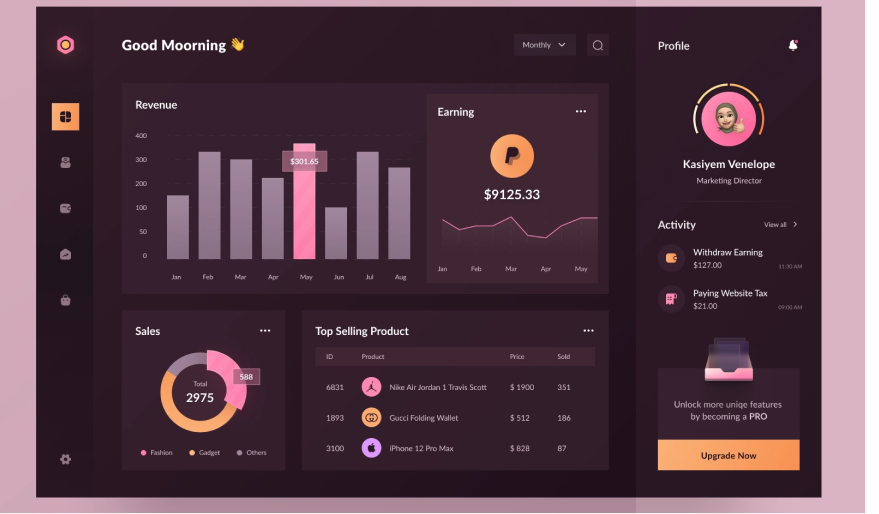 Good Moorning 👋
Monthly
Profile
Revenue
400
300
200
100
50
0
$301.65
Jan Feb Mar Apr May Jun Jul Aug
Earning
$9125.33
Jan Feb Mar Apr May
Kasiyem Venelope
Marketing Director
Activity
View all
Withdraw Earning
$127.00
11:30 AM
Paying Website Tax
$21.00
09:00 AM
Sales
Total
2975
588
Fashion Gadget Others
Top Selling Product
ID Product Price Sold
6831 Nike Air Jordan 1 Travis Scott $ 1900 351
1893 Gucci Folding Wallet $ 512 186
3100 iPhone 12 Pro Max $ 828 87
Unlock more uniqe features
by becoming a PRO
Upgrade Now